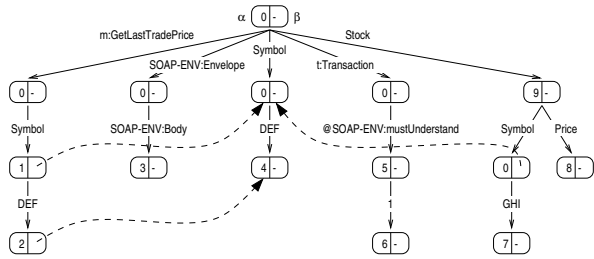 α 0 - β
m:GetLastTradePrice Stock
Symbol
SOAP-ENV:Envelope t:Transaction
0 - 0 - 0 - 0 - 9 -
Symbol SOAP-ENV:Body DEF @SOAP-ENV:mustUnderstand Symbol Price
1 3 - 4 - 5 - 0 8 -
DEF 1 GHI
2 6 - 7 -